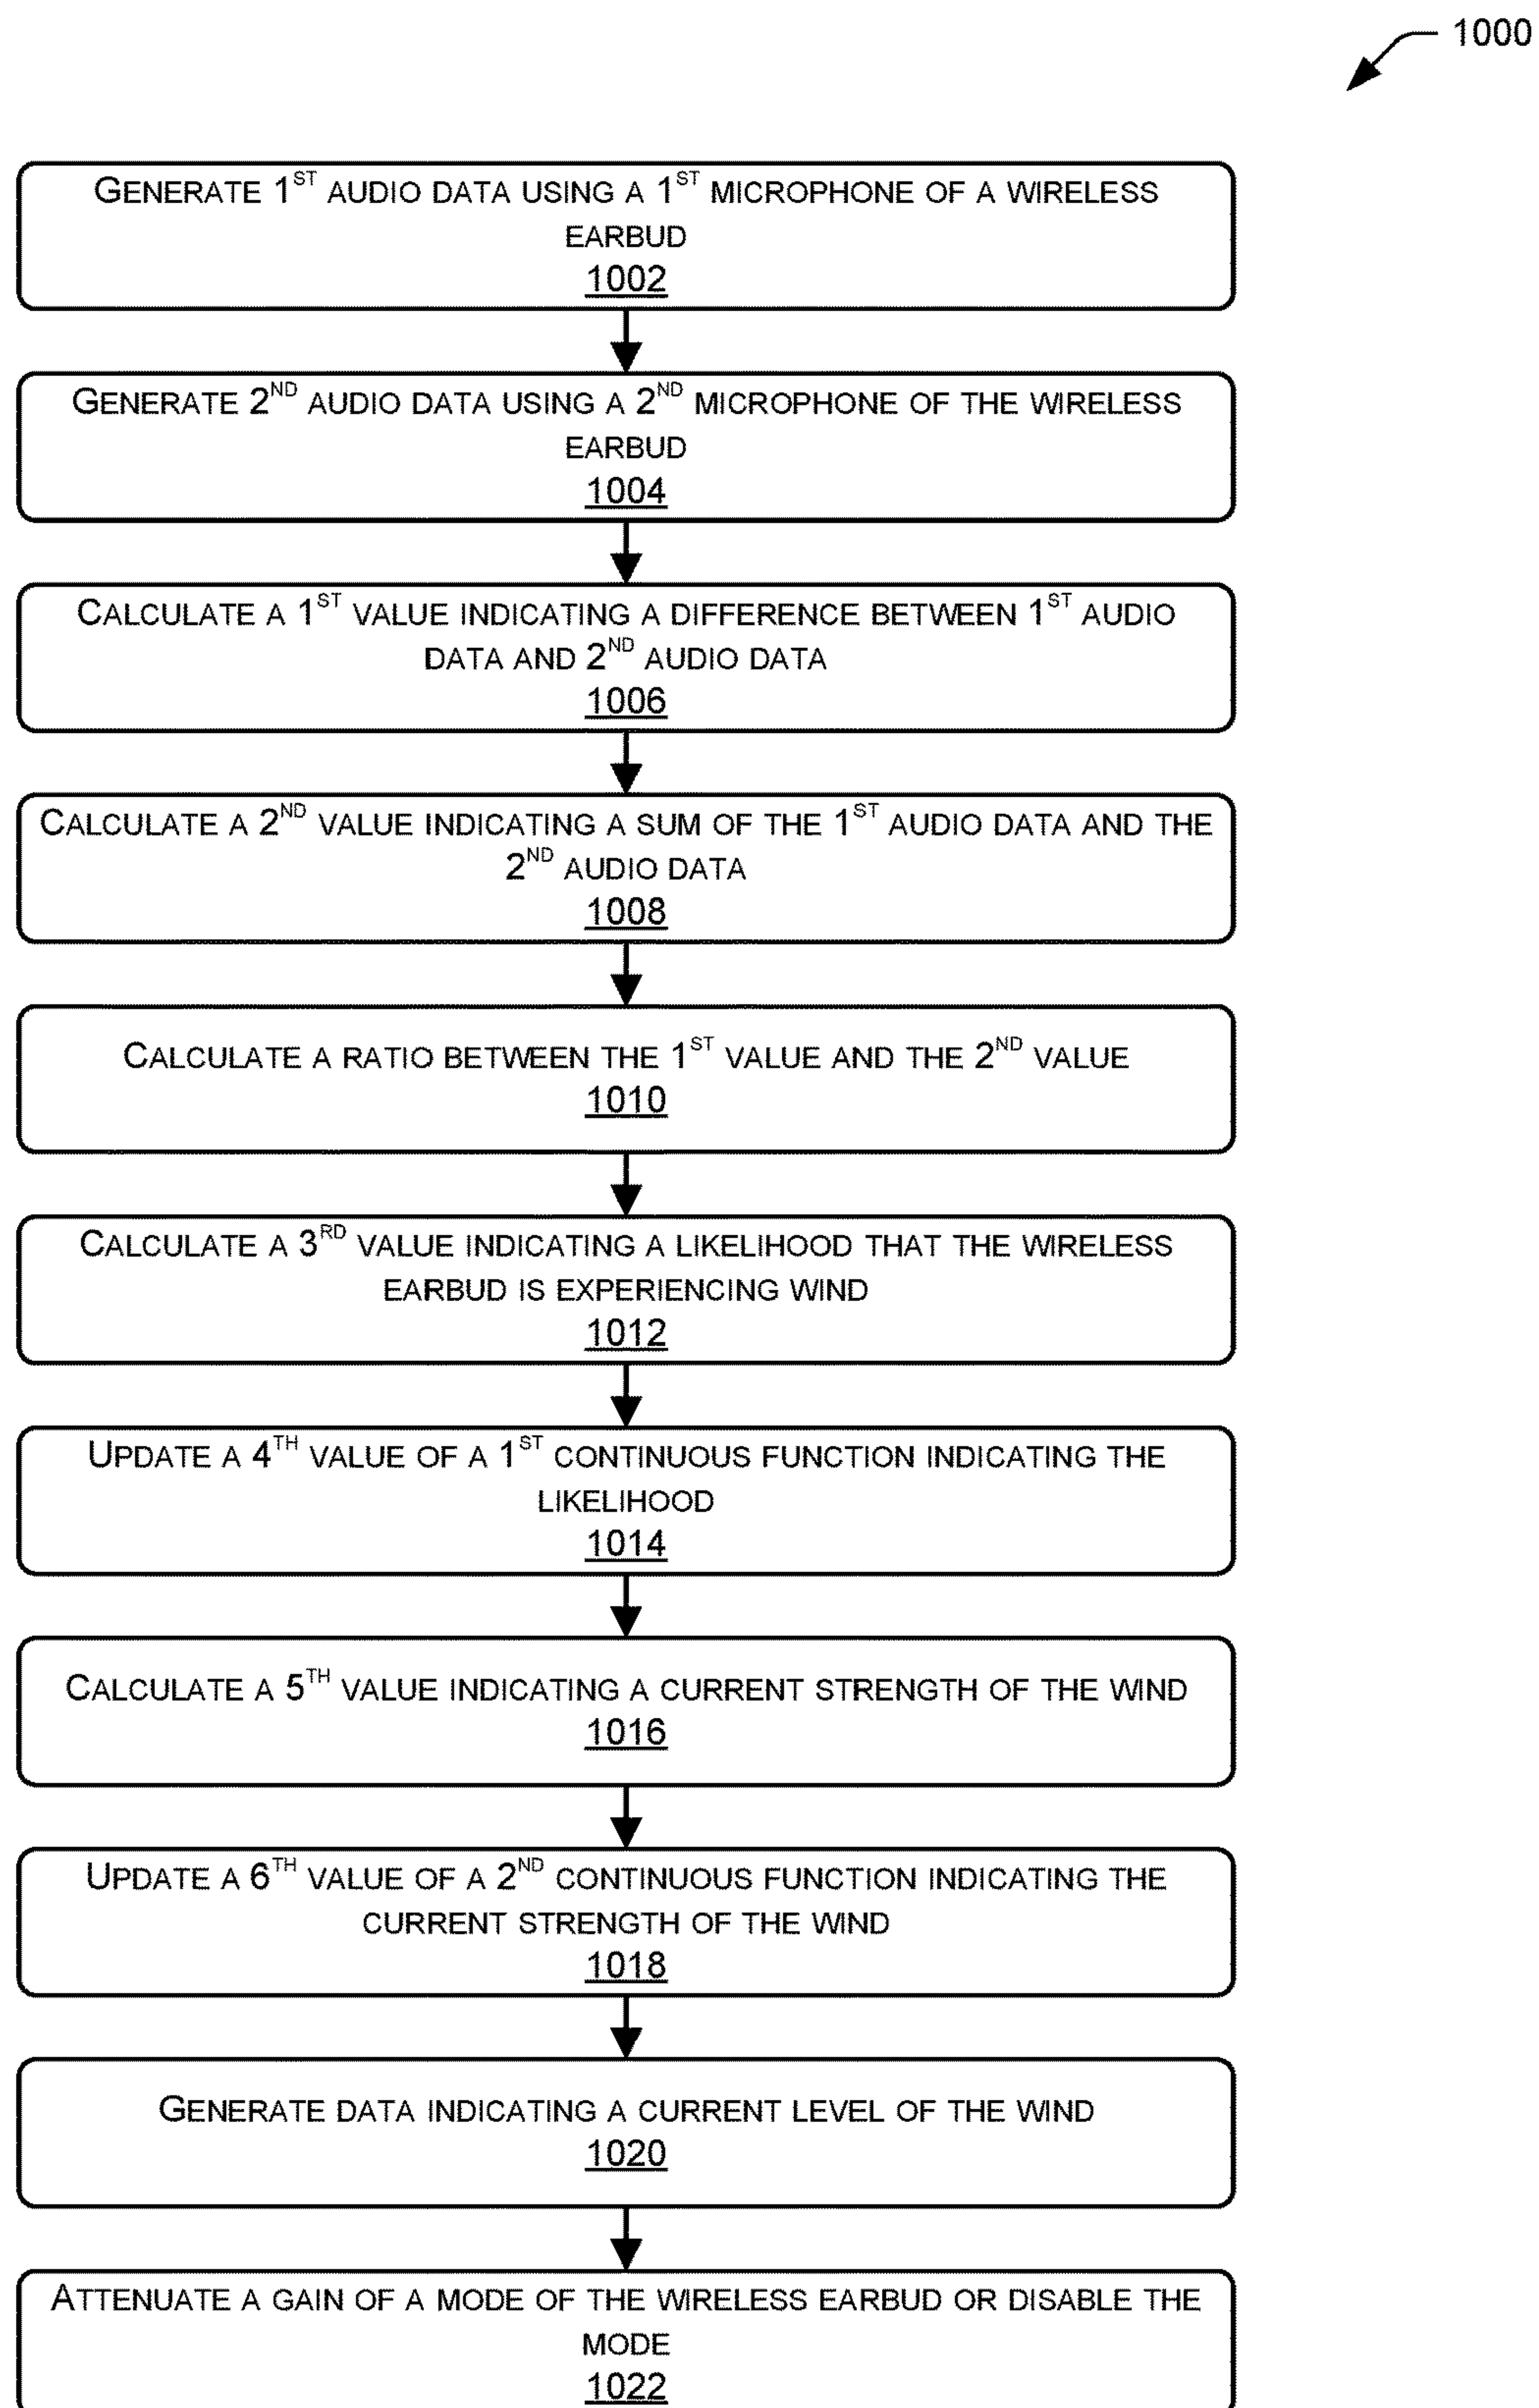 1000
GENERATE 1ST AUDIO DATA USING A 1ST MICROPHONE OF A WIRELESS
EARBUD
1002
GENERATE 2ND AUDIO DATA USING A 2ND MICROPHONE OF THE WIRELESS
EARBUD
1004
CALCULATE A 1ST VALUE INDICATING A DIFFERENCE BETWEEN 1ST AUDIO
DATA AND 2ND AUDIO DATA
1006
CALCULATE A 2ND VALUE INDICATING A SUM OF THE 1ST AUDIO DATA AND THE
2ND AUDIO DATA
1008
CALCULATE A RATIO BETWEEN THE 1ST VALUE AND THE 2ND VALUE
1010
CALCULATE A 3RD VALUE INDICATING A LIKELIHOOD THAT THE WIRELESS
EARBUD IS EXPERIENCING WIND
1012
UPDATE A 4TH VALUE OF A 1ST CONTINUOUS FUNCTION INDICATING THE
LIKELIHOOD
1014
CALCULATE A 5TH VALUE INDICATING A CURRENT STRENGTH OF THE WIND
1016
UPDATE A 6TH VALUE OF A 2ND CONTINUOUS FUNCTION INDICATING THE
CURRENT STRENGTH OF THE WIND
1018
GENERATE DATA INDICATING A CURRENT LEVEL OF THE WIND
1020
ATTENUATE A GAIN OF A MODE OF THE WIRELESS EARBUD OR DISABLE THE
MODE
1022